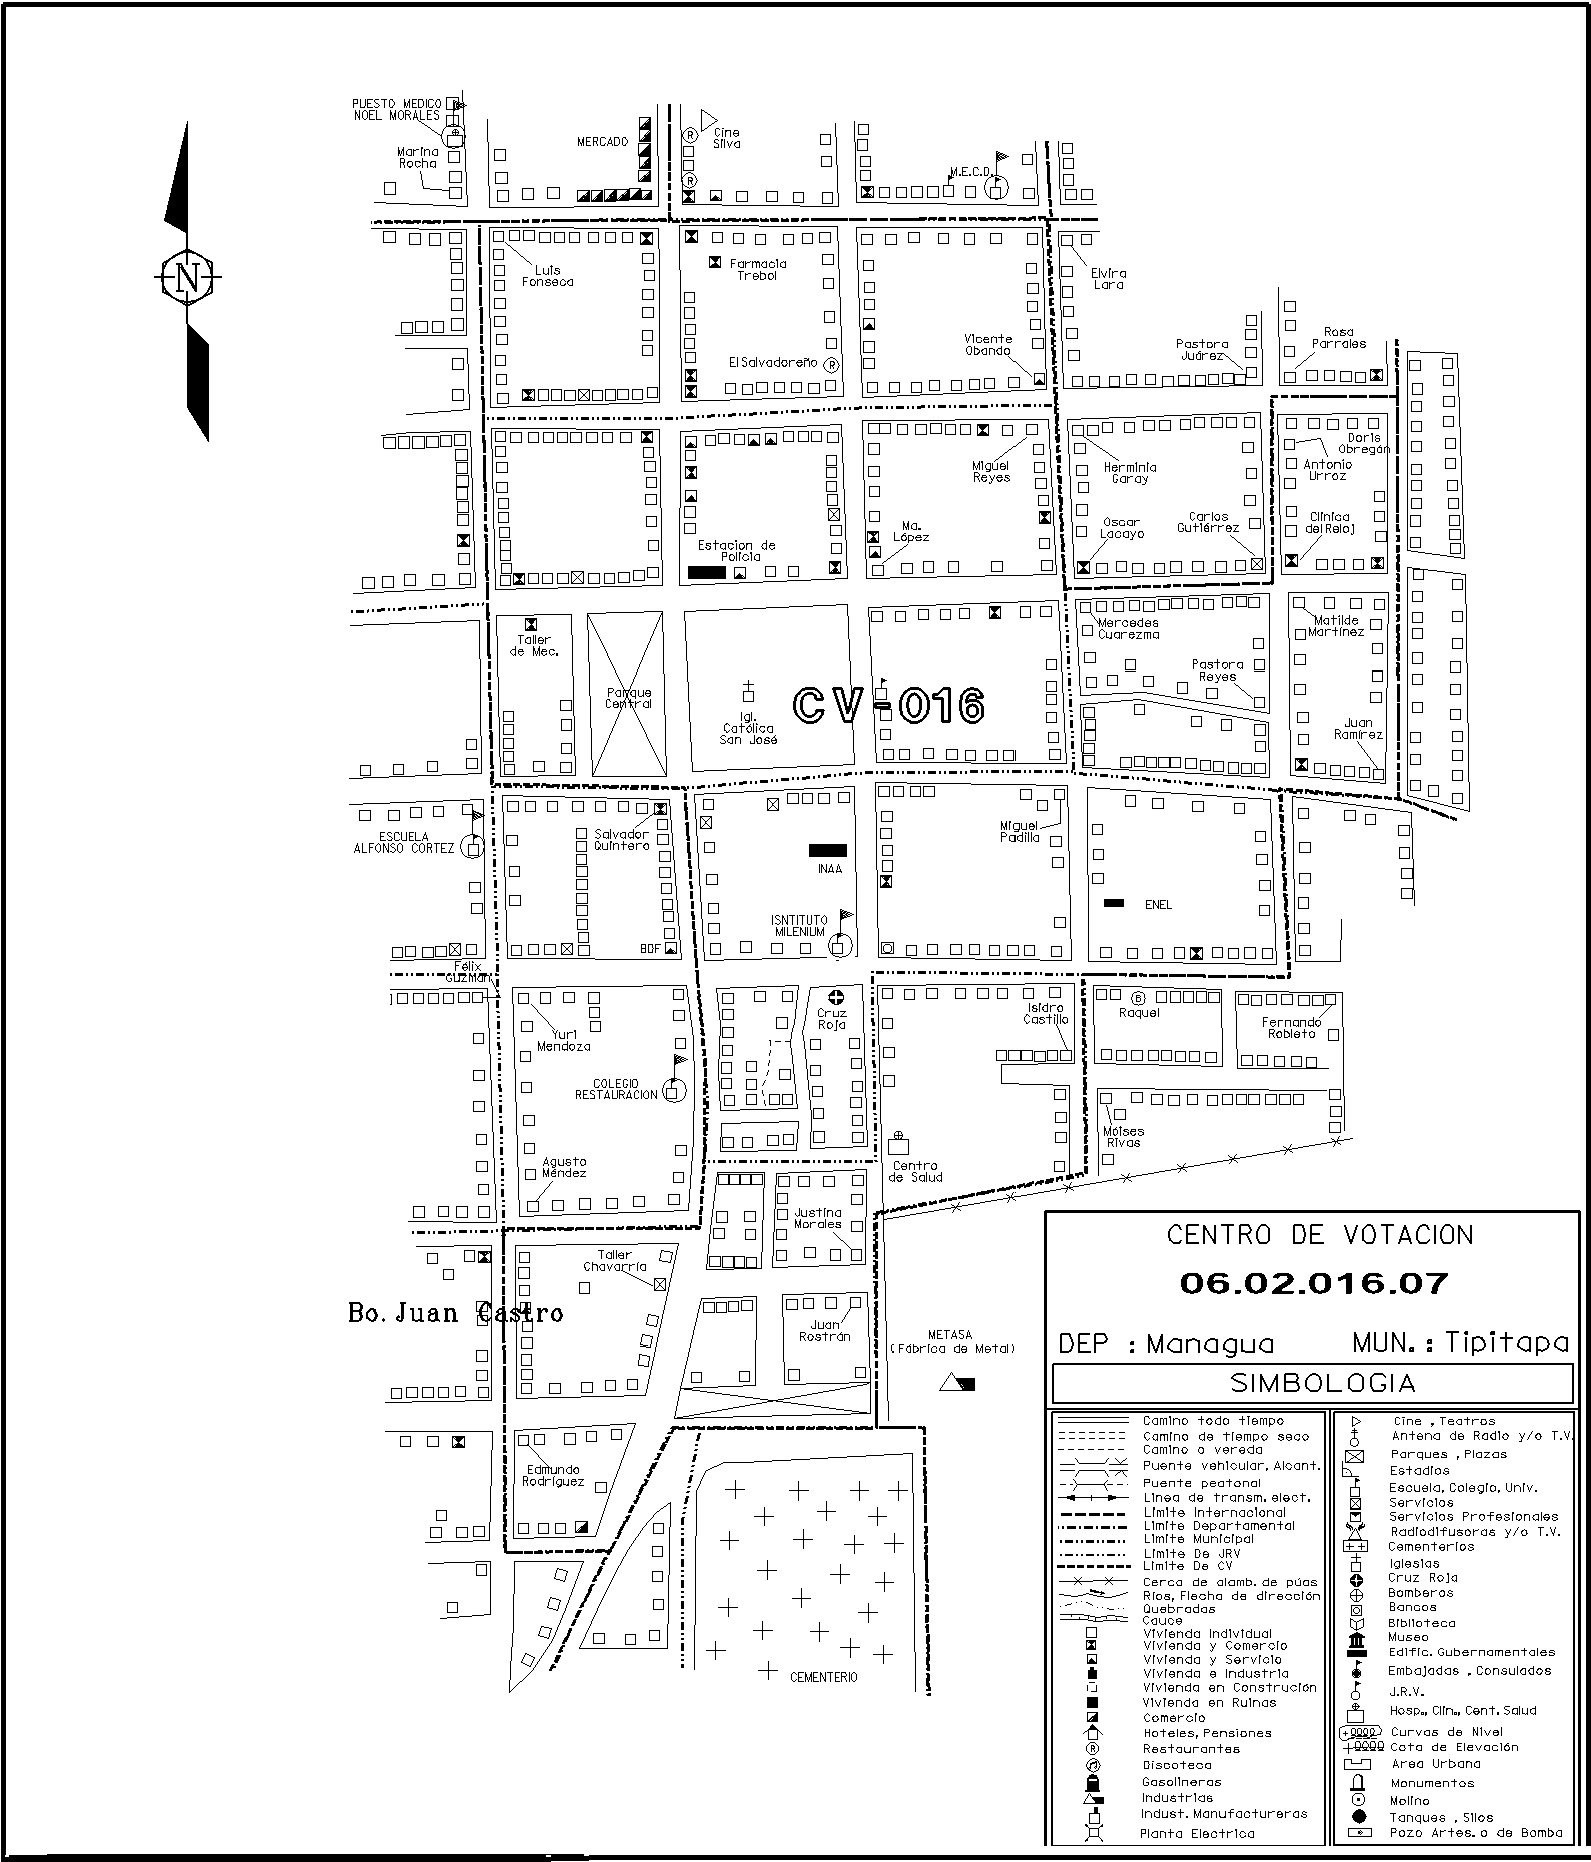 PUESTO MEDICO
NOEL MORALES
Marina
Rocha
MERCADO
R
Cine
Silva
R
M.E.C.D.
N
Luis
Fonseca
Farmacia
Trebol
Elvira
Lara
El Salvadoreño
R
Vicente
Obando
Pastora
Juárez
Rosa
Parrales
Miguel
Reyes
Herminia
Garay
Doris
Obregán
Antonio
Urroz
Ma.
López
Oscar
Lacayo
Carlos
Gutiérrez
Clinica
del Reloj
Estacion de
Policia
Taller
de Mec.
Parque
Central
Igl.
Católica
San José
CV-016
Mercedes
Cuarezma
Pastora
Reyes
Matilde
Martínez
Juan
Ramírez
ESCUELA
ALFONSO CORTEZ
Salvador
Quintero
INAA
Miguel
Padilla
ENEL
ISNTITUTO
MILENIUM
BDF
Félix
Guzmán
Yuri
Mendoza
Cruz
Roja
Isidro
Castillo
B
Raquel
Fernando
Robleto
COLEGIO
RESTAURACION
Moises
Rivas
Centro
de Salud
Agusto
Méndez
Justina
Morales
Taller
Chavarría
Bo. Juan Castro
Juan
Rostrán
METASA
(Fábrica de Metal)
Edmundo
Rodríguez
CEMENTERIO
CENTRO DE VOTACION
06.02.016.07
DEP : Managua MUN. : Tipitapa
SIMBOLOGIA
Camino todo tiempo
Camino de tiempo seco
Camino o vereda
Puente vehicular, Alcant.
Puente peatonal
Linea de transm. elect.
Limite Internacional
Limite Departamental
Limite Municipal
Limite De JRV
Limite De CV
Cerca de alamb. de púas
Rios, Flecha de dirección
Quebradas
Cauce
Vivienda Individual
Vivienda y Comercio
Vivienda y Servicio
Vivienda e Industria
Vivienda en Construción
Vivienda en Ruinas
Comercio
Hoteles, Pensiones
R Restaurantes
Discoteca
Gasolineras
Industrias
Indust. Manufactureras
Planta Electrica
Cine , Teatros
Antena de Radio y/o T.V.
Parques , Plazas
Estadios
Escuela, Colegio, Univ.
Servicios
Servicios Profesionales
Radiodifusoras y/o T.V.
Cementerios
Iglesias
Cruz Roja
Bomberos
Bancos
Biblioteca
Museo
Edific. Gubernamentales
Embajadas , Consulados
J.R.V.
Hosp., Clin., Cent. Salud
Curvas de Nivel
Cota de Elevación
Area Urbana
Monumentos
Molino
Tanques , Silos
Pozo Artes. o de Bomba